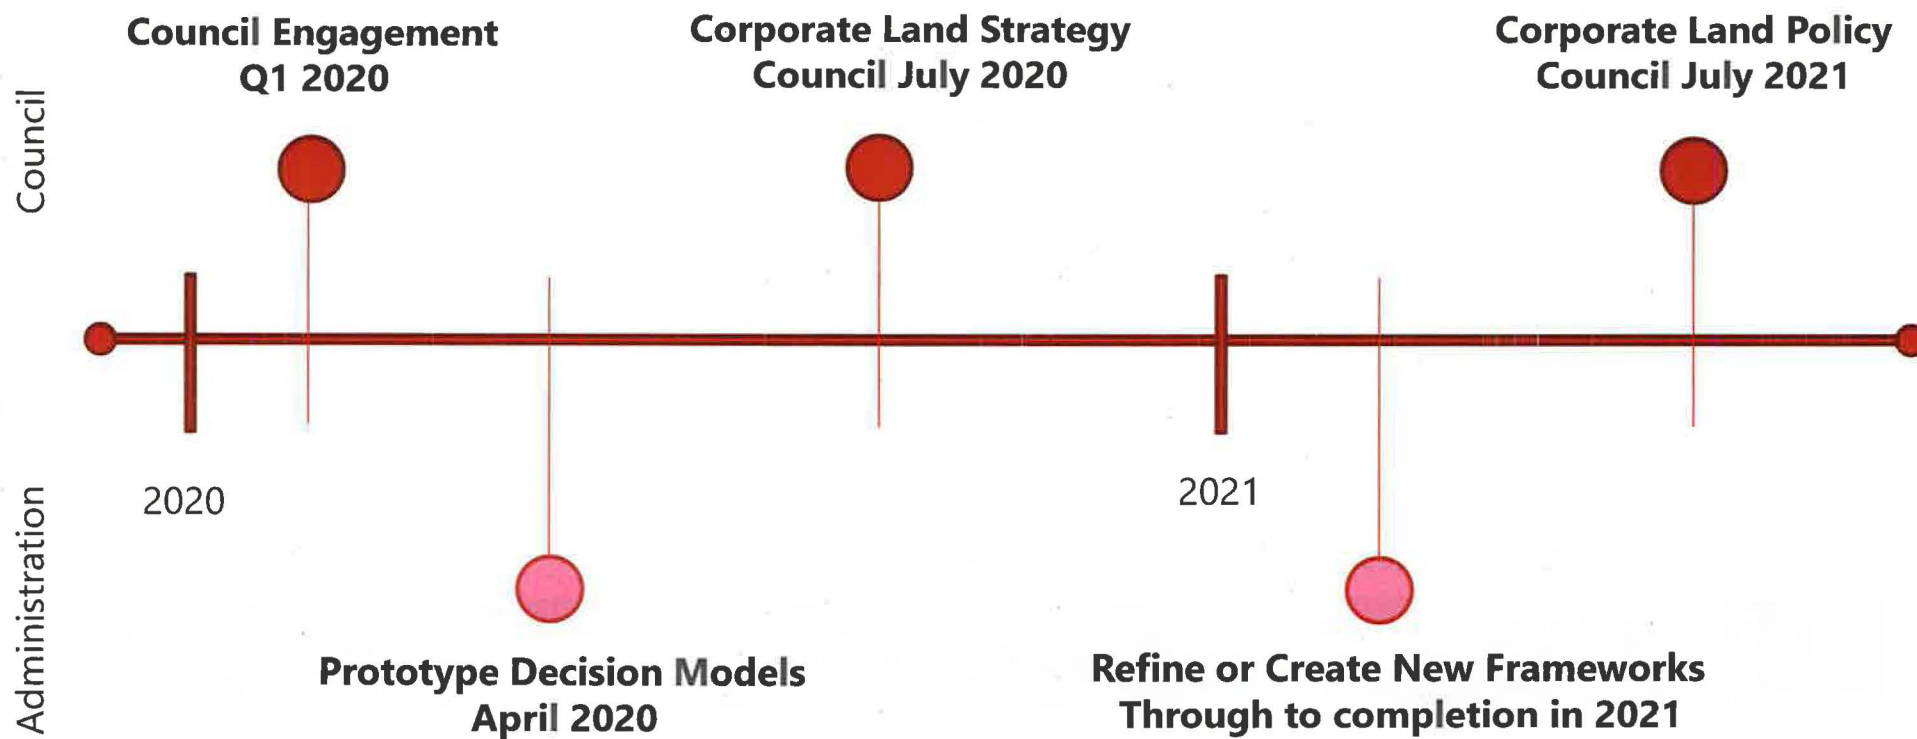 Council Engagement
Q1 2020
Corporate Land Strategy
Council July 2020
Corporate Land Policy
Council July 2021
Council
2020
2021
Administration
Prototype Decision Models
April 2020
Refine or Create New Frameworks
Through to completion in 2021